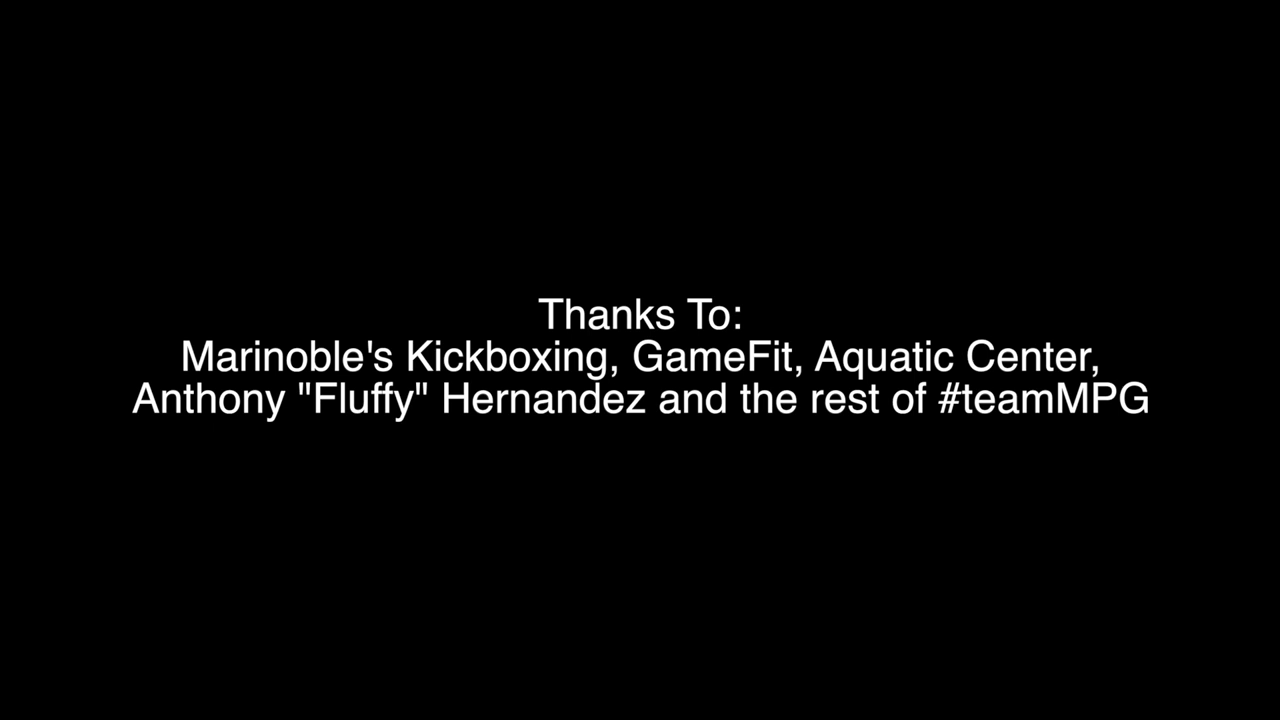 Thanks To:
Marinoble's Kickboxing, GameFit, Aquatic Center,
Anthony "Fluffy" Hernandez and the rest of #teamMPG